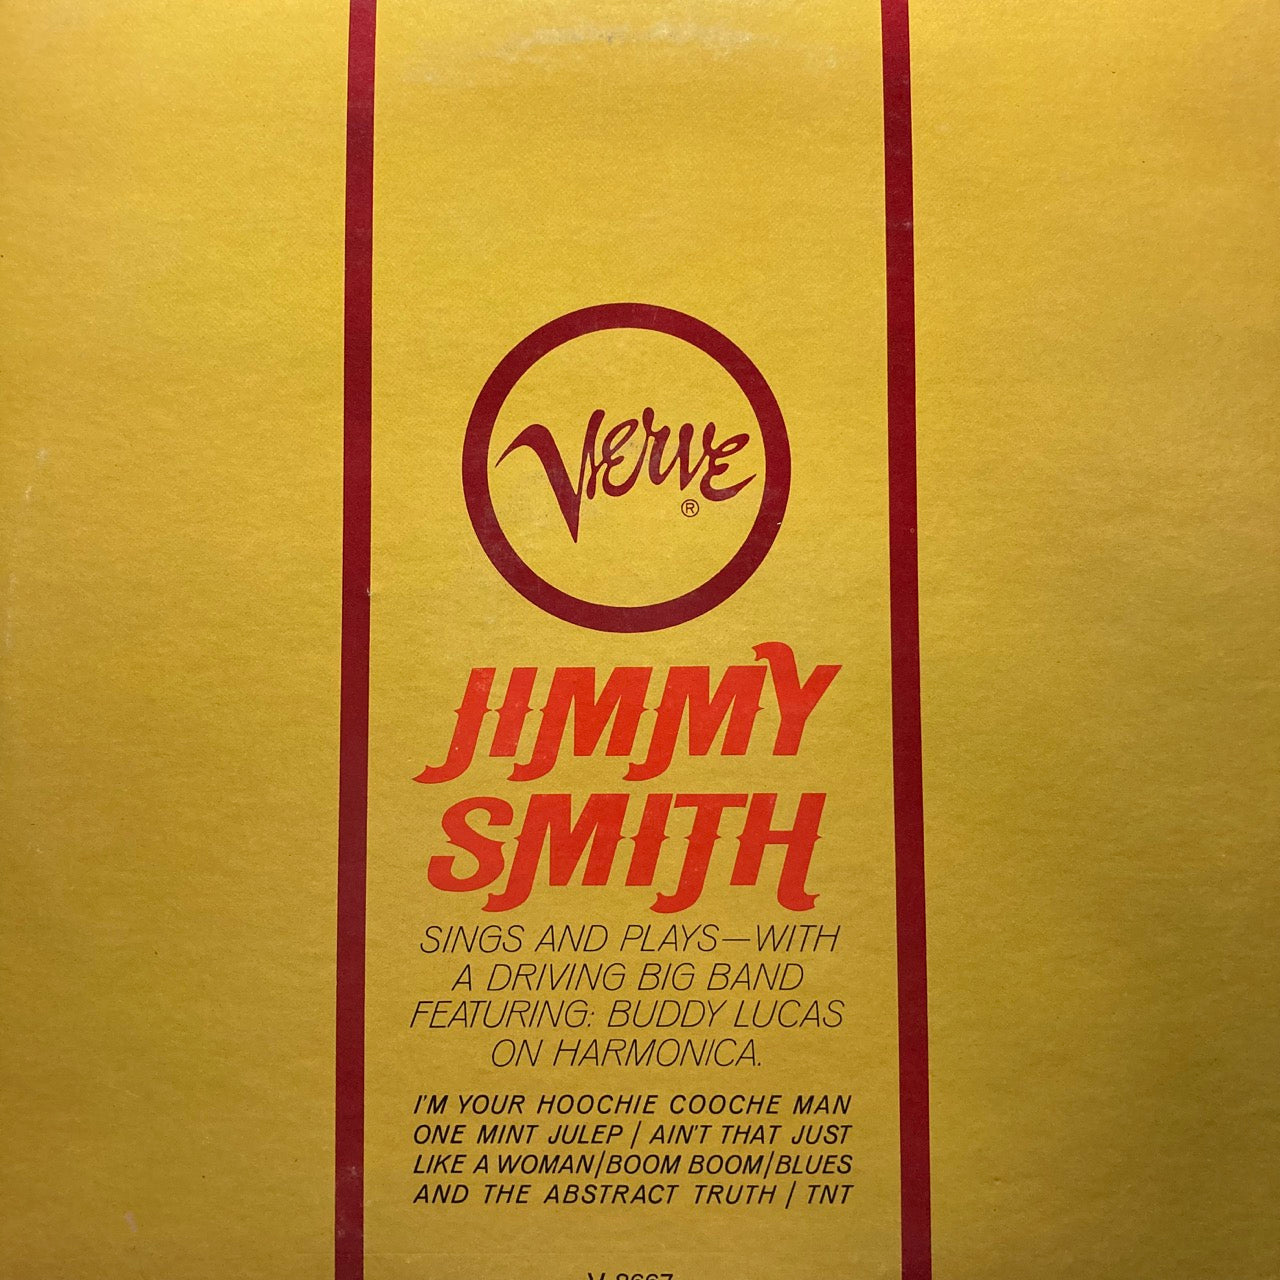 Verve
®
JIMMY
SMITH
SINGS AND PLAYS—WITH
A DRIVING BIG BAND
FEATURING: BUDDY LUCAS
ON HARMONICA.
I'M YOUR HOOCHIE COOCHE MAN
ONE MINT JULEP / AIN'T THAT JUST
LIKE A WOMAN/BOOM BOOM/BLUES
AND THE ABSTRACT TRUTH / TNT
V-8667